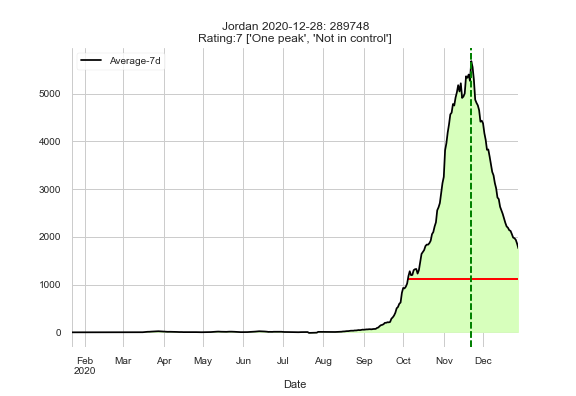 Jordan 2020-12-28: 289748
Rating:7 ['One peak', 'Not in control']
Average-7d
5000
4000
3000
2000
1000
0
Feb Mar Apr May Jun Jul Aug Sep Oct Nov Dec
2020
Date